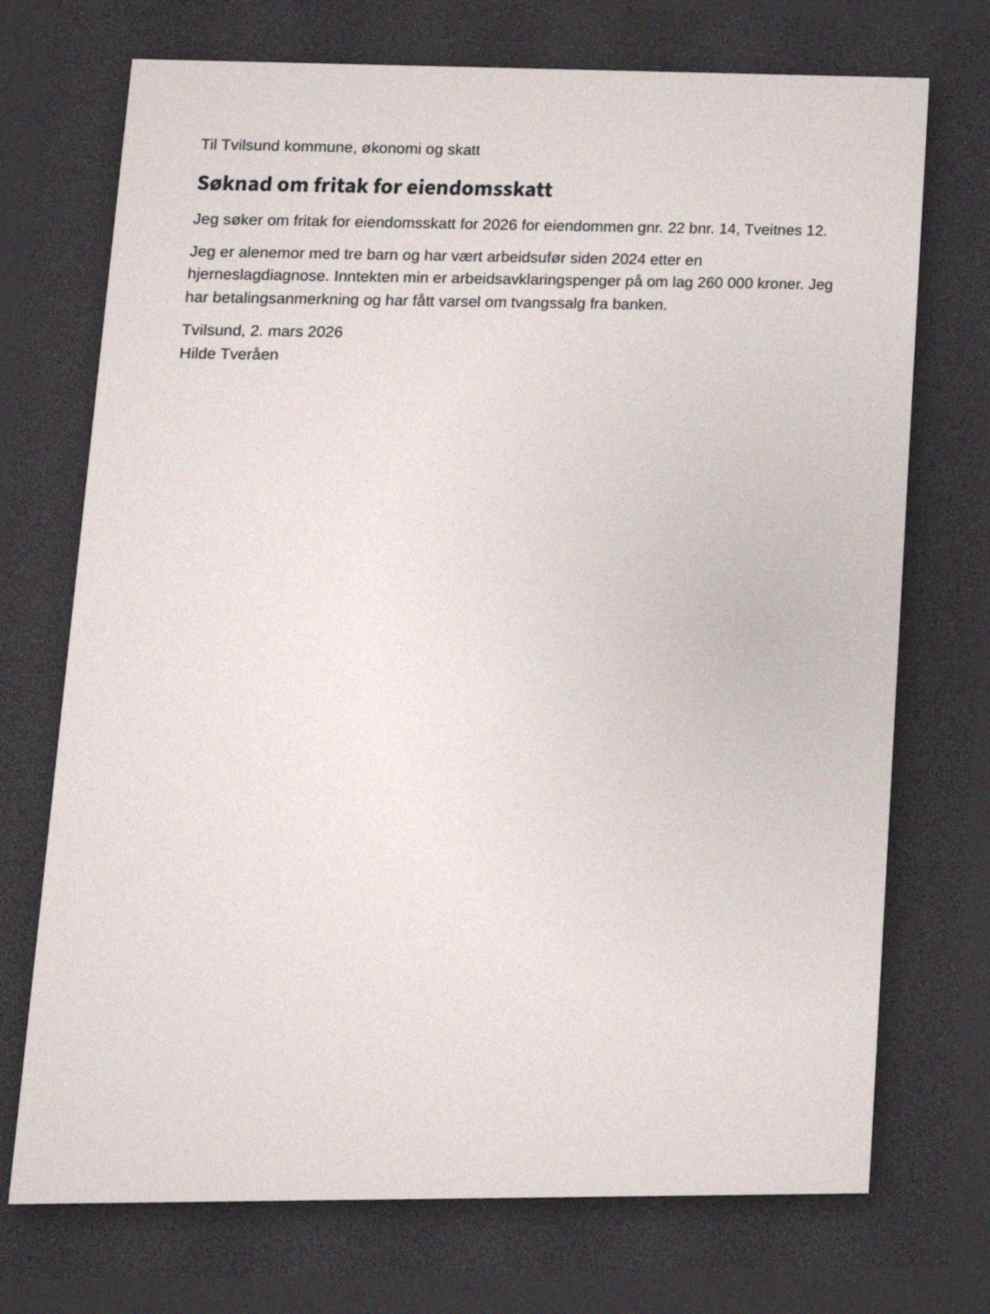 Til Tvilsund kommune, økonomi og skatt
Søknad om fritak for eiendomsskatt
Jeg søker om fritak for eiendomsskatt for 2026 for eiendommen gnr. 22 bnr. 14, Tveitnes 12.
Jeg er alenemor med tre barn og har vært arbeidsufør siden 2024 etter en
hjerneslagdiagnose. Inntekten min er arbeidsavklaringspenger på om lag 260 000 kroner. Jeg
har betalingsanmerkning og har fått varsel om tvangssalg fra banken.
Tvilsund, 2. mars 2026
Hilde Tveråen